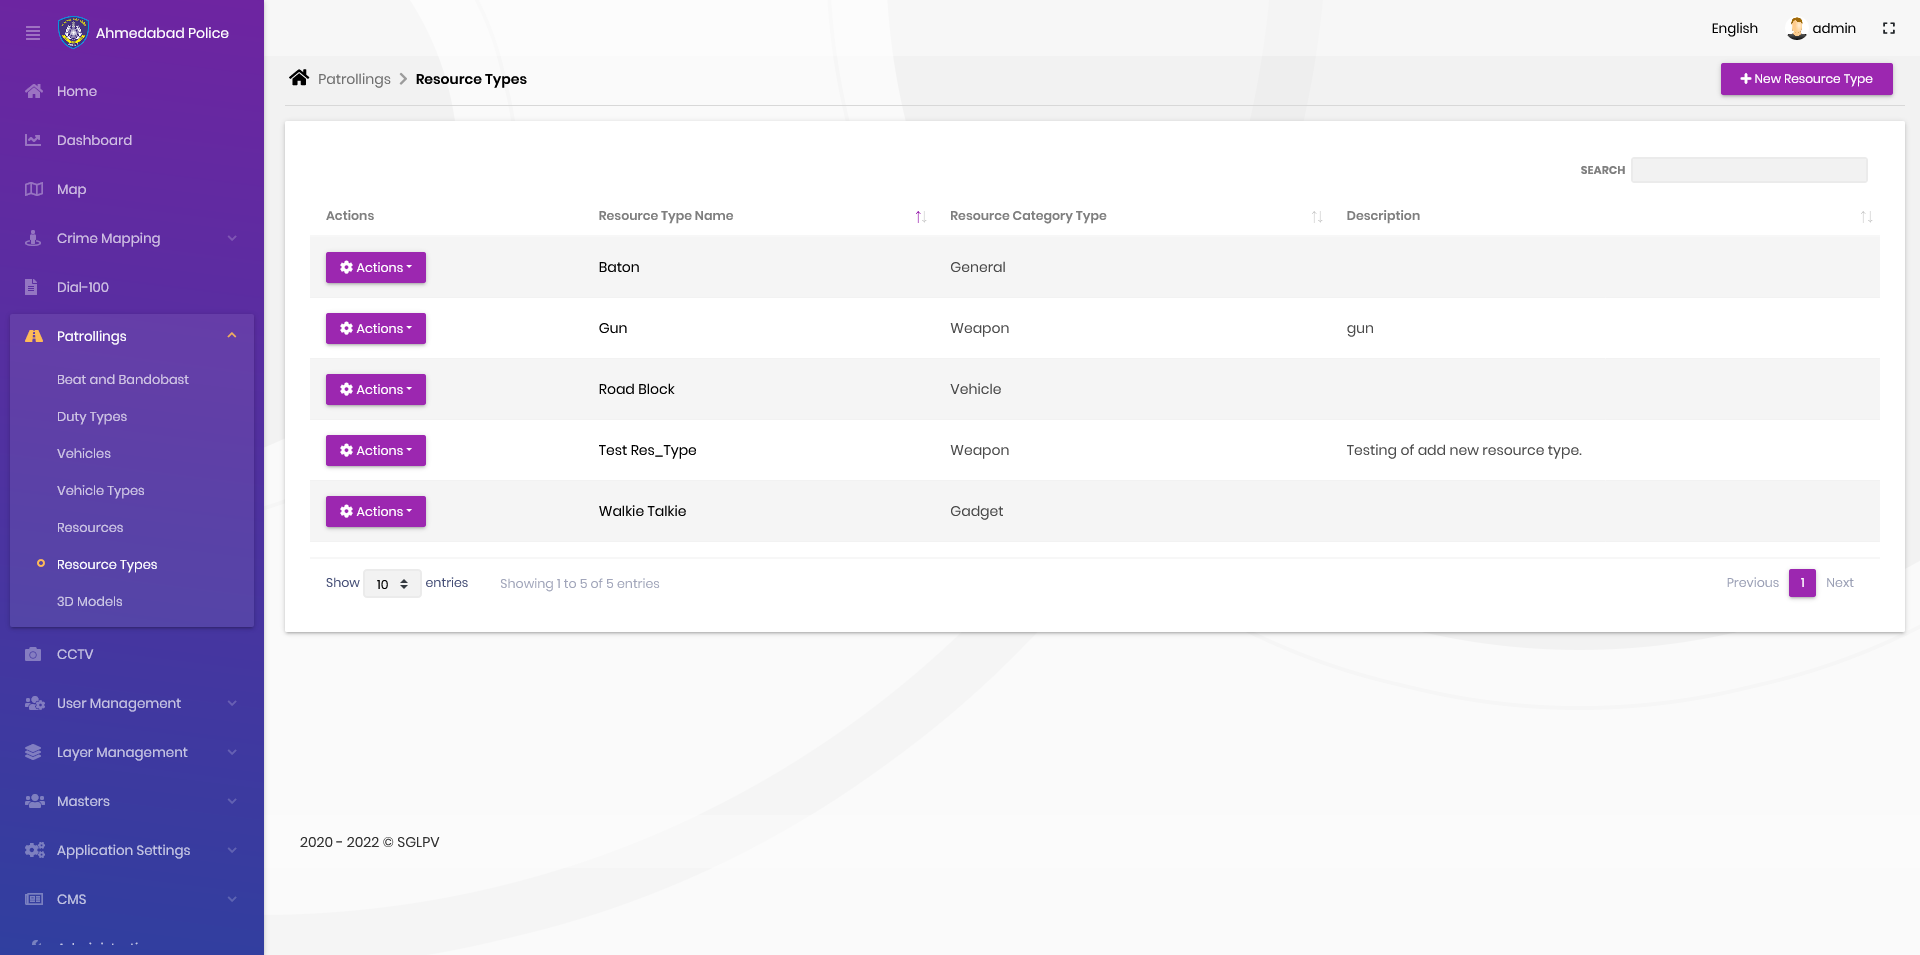 Ahmedabad Police
Home
Dashboard
Map
Crime Mapping
Dial-100
Patrollings
Beat and Bandobast
Duty Types
Vehicles
Vehicle Types
Resources
Resource Types
3D Models
CCTV
User Management
Layer Management
Masters
Application Settings
CMS
English admin
Patrollings Resource Types
New Resource Type
SEARCH
Actions Resource Type Name Resource Category Type Description
Actions Baton General
Actions Gun Weapon gun
Actions Road Block Vehicle
Actions Test Res_Type Weapon Testing of add new resource type.
Actions Walkie Talkie Gadget
Show 10 entries Showing 1 to 5 of 5 entries Previous 1 Next
2020 - 2022 © SGLPV